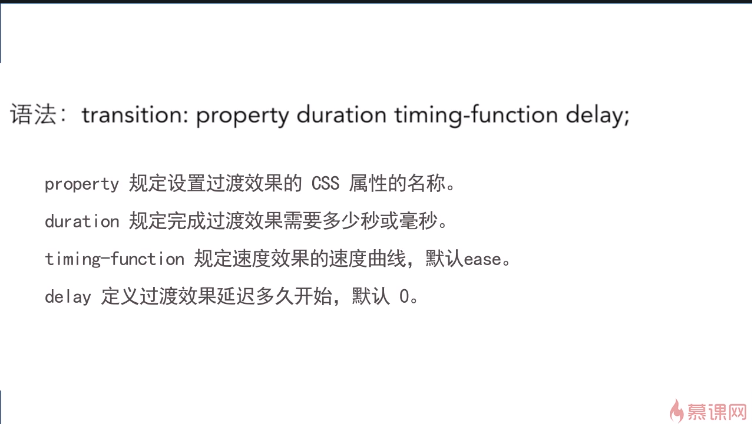 语法：transition: property duration timing-function delay;
property 规定设置过渡效果的 CSS 属性的名称。
duration 规定完成过渡效果需要多少秒或毫秒。
timing-function 规定速度效果的速度曲线，默认ease。
delay 定义过渡效果延迟多久开始，默认 0。
慕课网